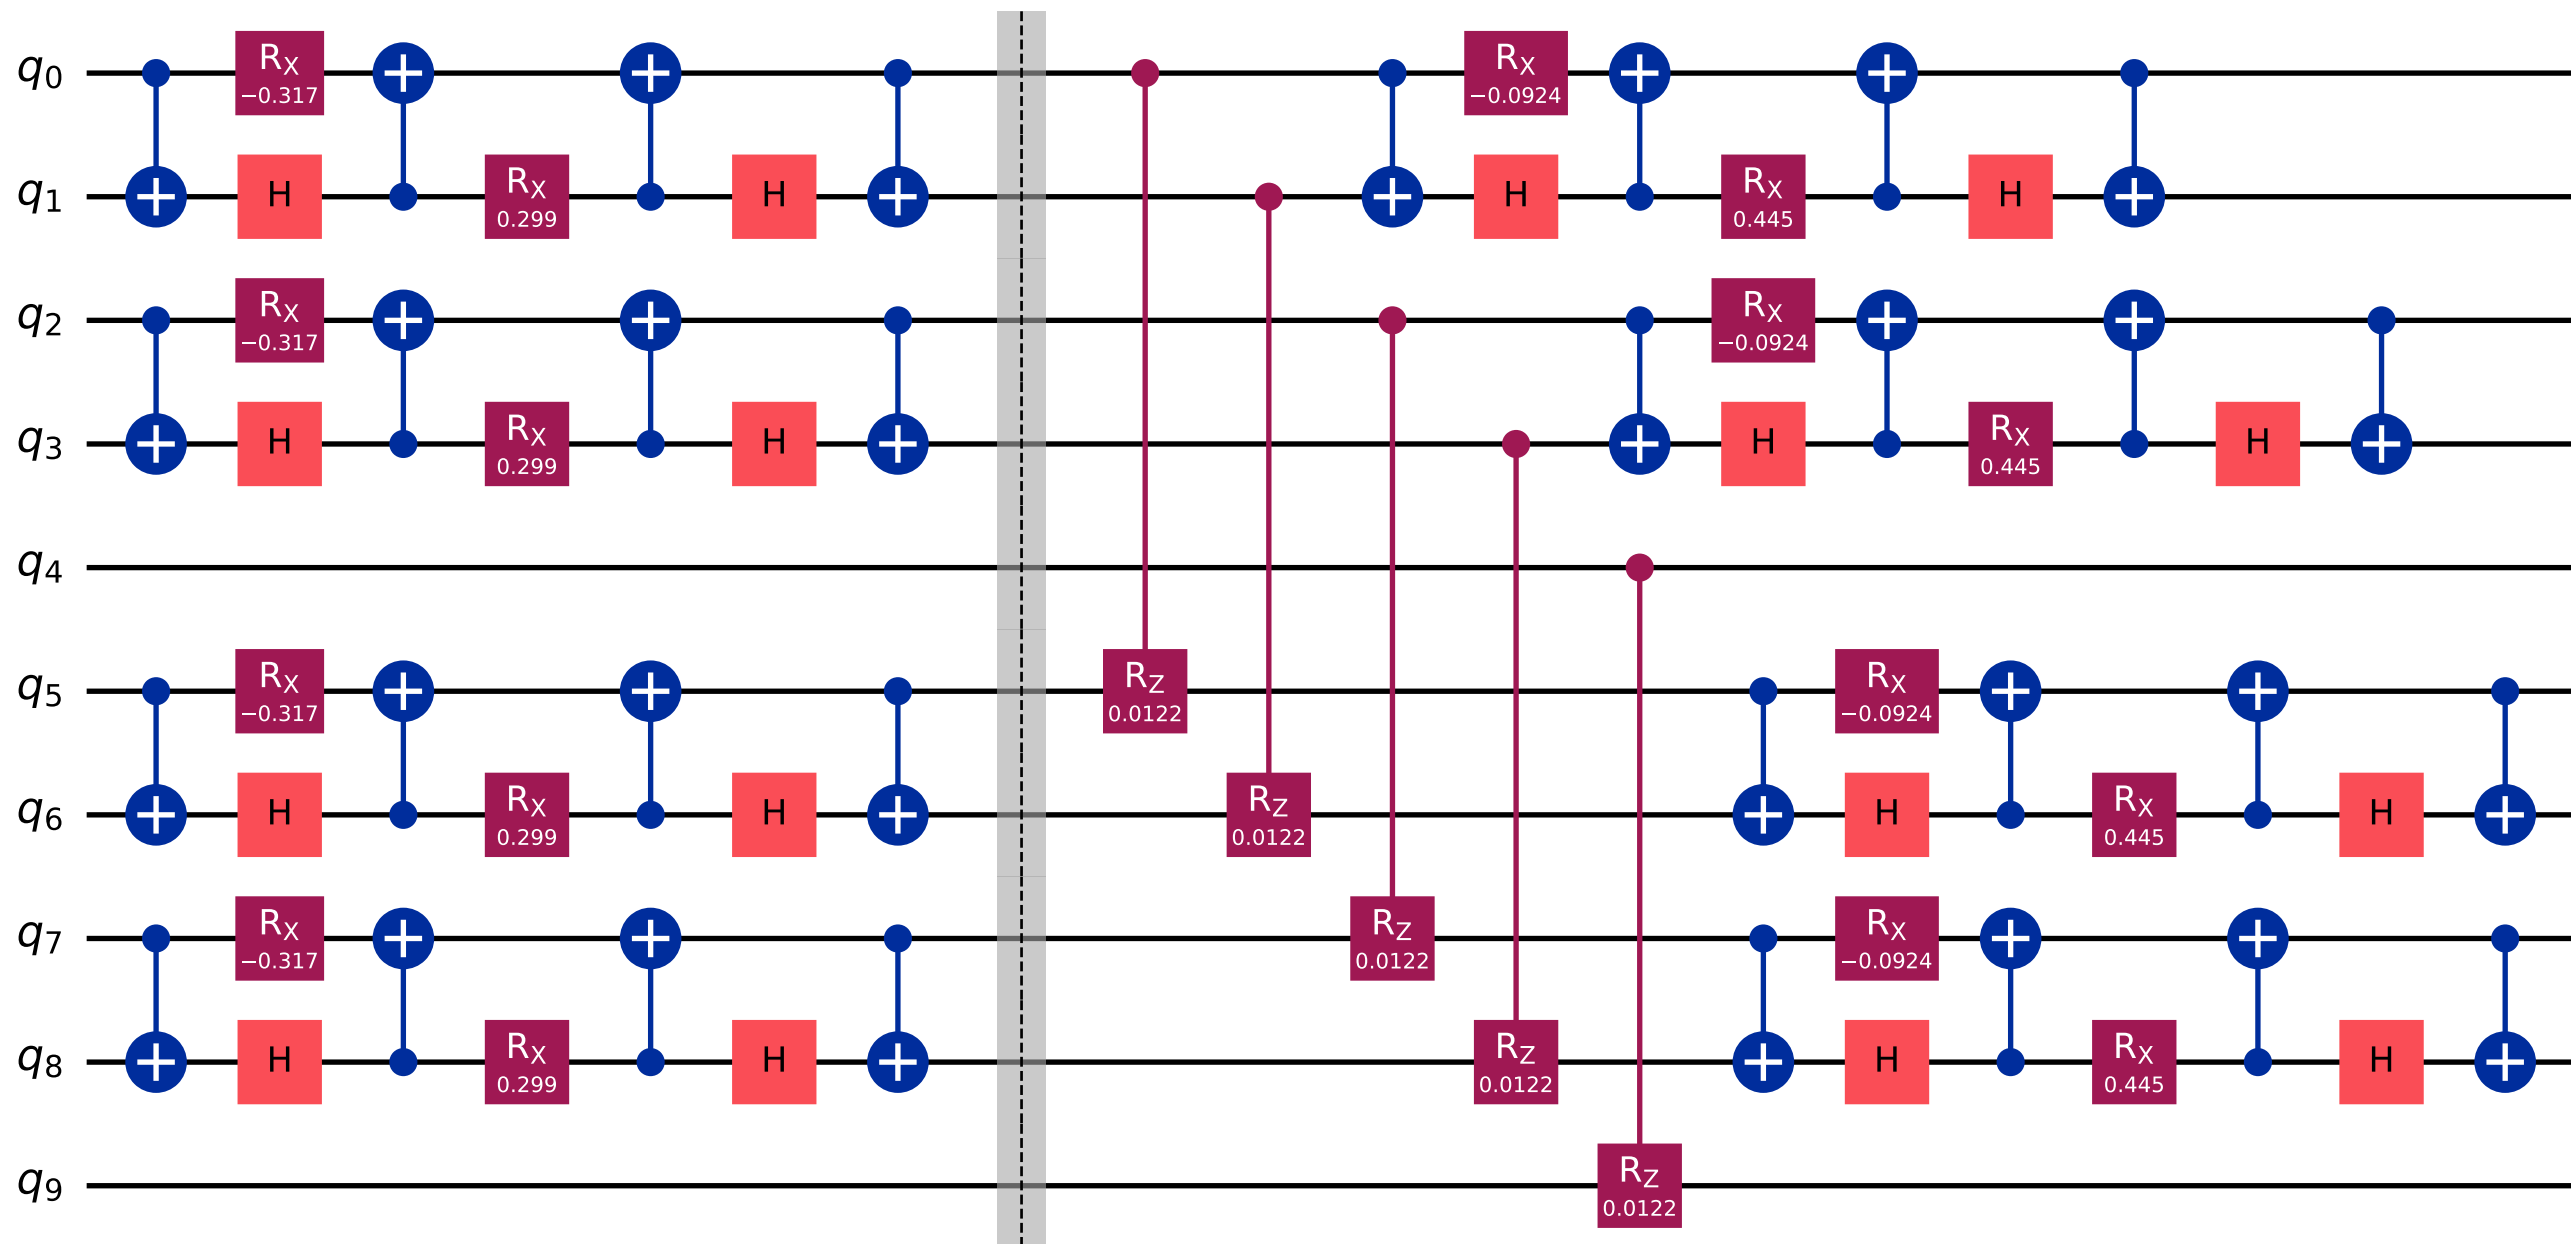 q0 RX −0.317 RX −0.0924
q1 H RX 0.299 H H RX 0.445 H
q2 RX −0.317 RX −0.0924
q3 H RX 0.299 H H RX 0.445 H
q4
q5 RX −0.317 RZ 0.0122 RX −0.0924
q6 H RX 0.299 H RZ 0.0122 H RX 0.445 H
q7 RX −0.317 RZ 0.0122 RX −0.0924
q8 H RX 0.299 H RZ 0.0122 H RX 0.445 H
q9 RZ 0.0122